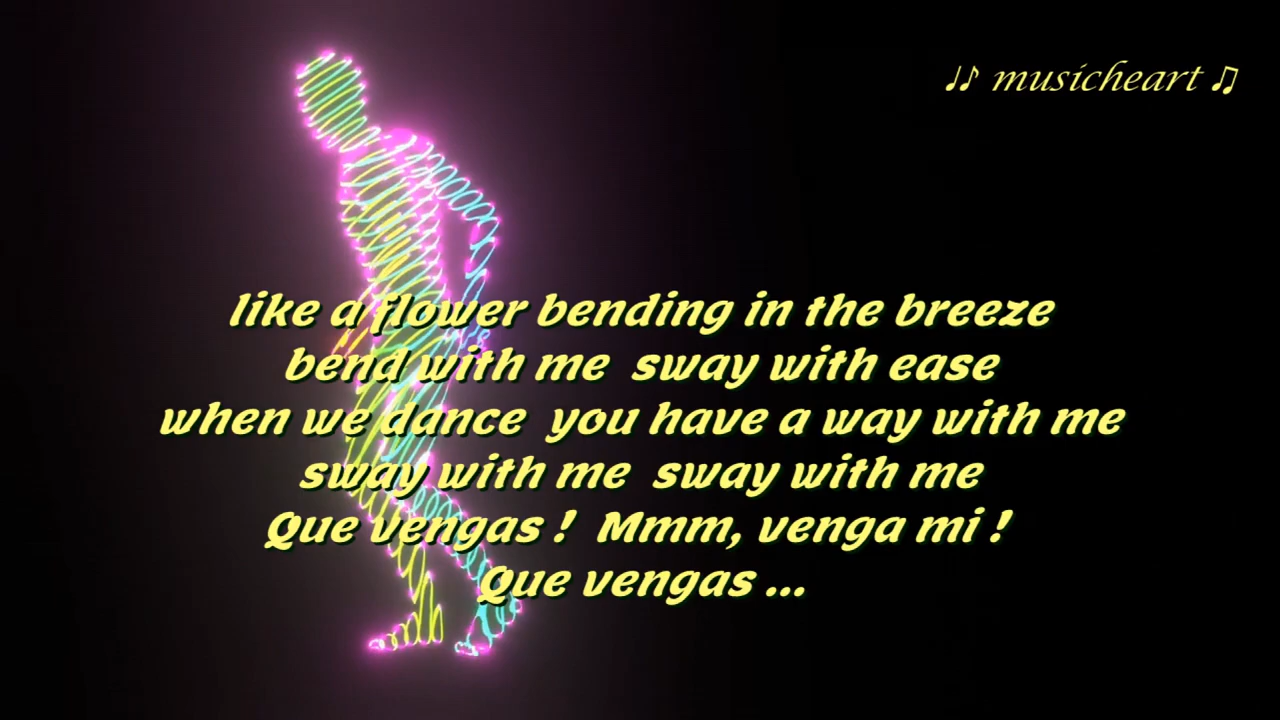 ♩♪ musicheart ♫
like a flower bending in the breeze
bend with me  sway with ease
when we dance  you have a way with me
sway with me  sway with me
Que vengas !  Mmm, venga mi !
Que vengas ...